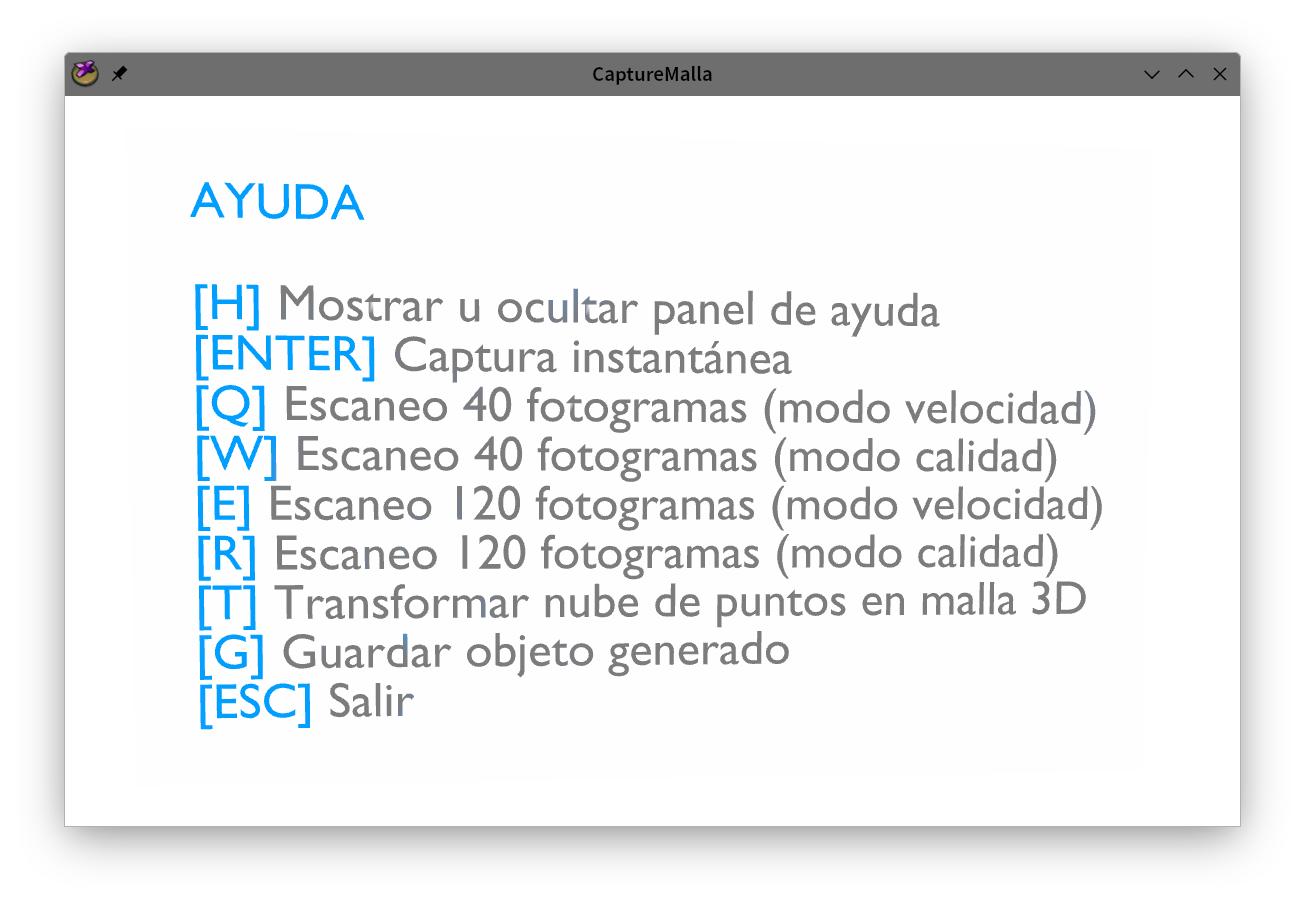 CaptureMalla
AYUDA
[H] Mostrar u ocultar panel de ayuda
[ENTER] Captura instantánea
[Q] Escaneo 40 fotogramas (modo velocidad)
[W] Escaneo 40 fotogramas (modo calidad)
[E] Escaneo 120 fotogramas (modo velocidad)
[R] Escaneo 120 fotogramas (modo calidad)
[T] Transformar nube de puntos en malla 3D
[G] Guardar objeto generado
[ESC] Salir